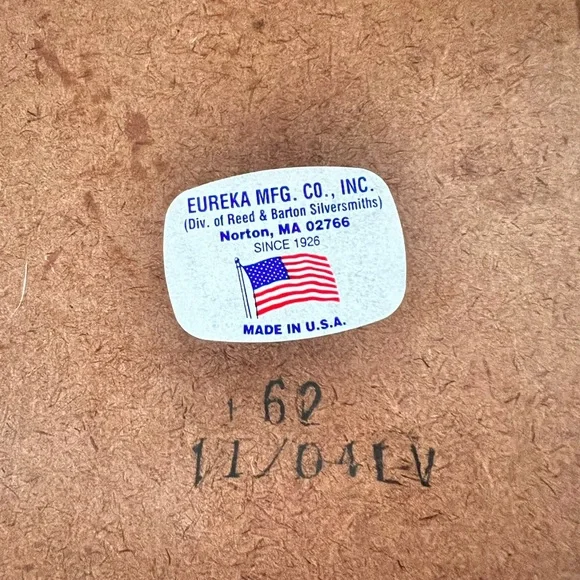 EUREKA MFG. CO., INC.
(Div. of Reed & Barton Silversmiths)
Norton, MA 02766
SINCE 1926
MADE IN U.S.A.
62
11/04LV